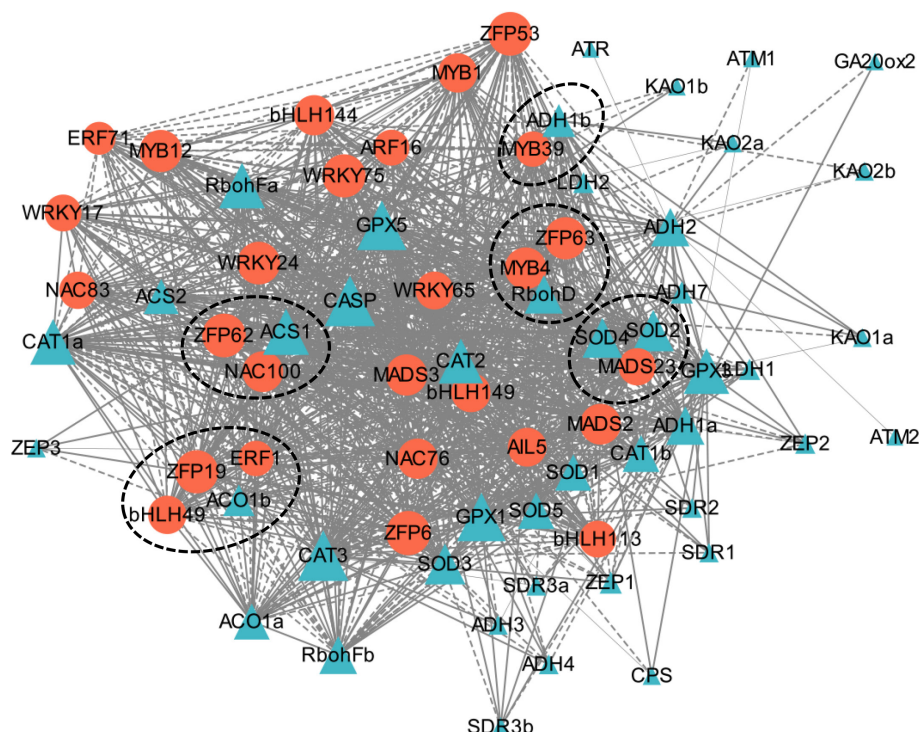 ZFP53
ATR
ATM1
GA20ox2
MYB1
KAO1b
bHLH144
ADH1b
ERF71
MYB12
ARF16
MYB39
KAO2a
WRKY75
KAO2b
RbohFa
LDH2
WRKY17
GPX5
ADH2
ZFP63
WRKY24
MYB4
NAC83
ACS2
CASP
WRKY65
RbohD
ADH7
ZFP62
ACS1
SOD4
SOD2
KAO1a
CAT1a
CAT2
NAC100
MADS3
MADS23
GPX3
LDH1
bHLH149
MADS2
ADH1a
ZEP3
ZFP19
ERF1
NAC76
AIL5
CAT1b
ZEP2
ATM2
SOD1
ACO1b
bHLH49
GPX1
SOD5
SDR2
ZFP6
bHLH113
CAT3
SOD3
SDR1
SDR3a
ZEP1
ACO1a
ADH3
RbohFb
ADH4
CPS
SDR3b